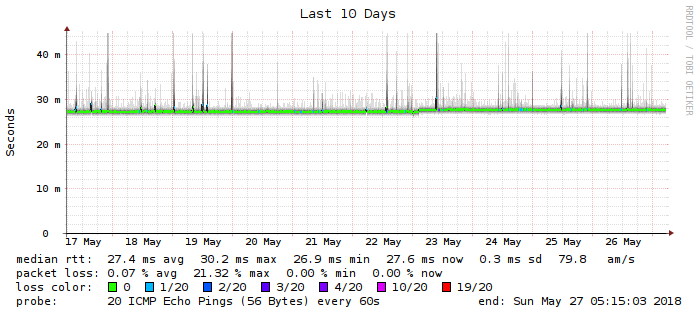 Last 10 Days
RRDTOOL / TOBI OETIKER
Seconds
40 m
30 m
20 m
10 m
0
17 May 18 May 19 May 20 May 21 May 22 May 23 May 24 May 25 May 26 May
median rtt: 27.4 ms avg 30.2 ms max 26.9 ms min 27.6 ms now 0.3 ms sd 79.8 am/s
packet loss: 0.07 % avg 21.32 % max 0.00 % min 0.00 % now
loss color: 0 1/20 2/20 3/20 4/20 10/20 19/20
probe: 20 ICMP Echo Pings (56 Bytes) every 60s end: Sun May 27 05:15:03 2018